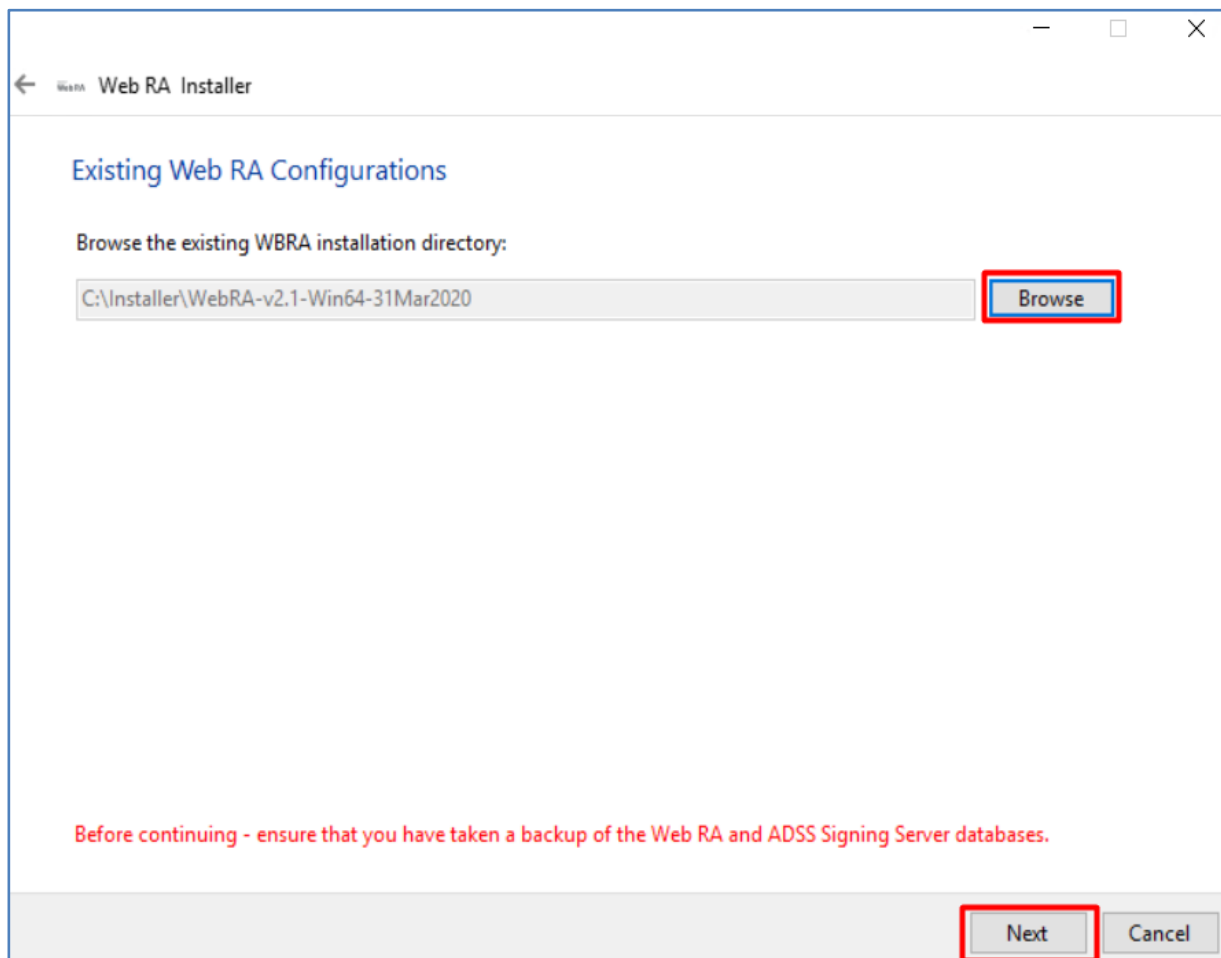 Web RA Web RA Installer
Existing Web RA Configurations
Browse the existing WBRA installation directory:
C:\Installer\WebRA-v2.1-Win64-31Mar2020 Browse
Before continuing - ensure that you have taken a backup of the Web RA and ADSS Signing Server databases.
Next Cancel